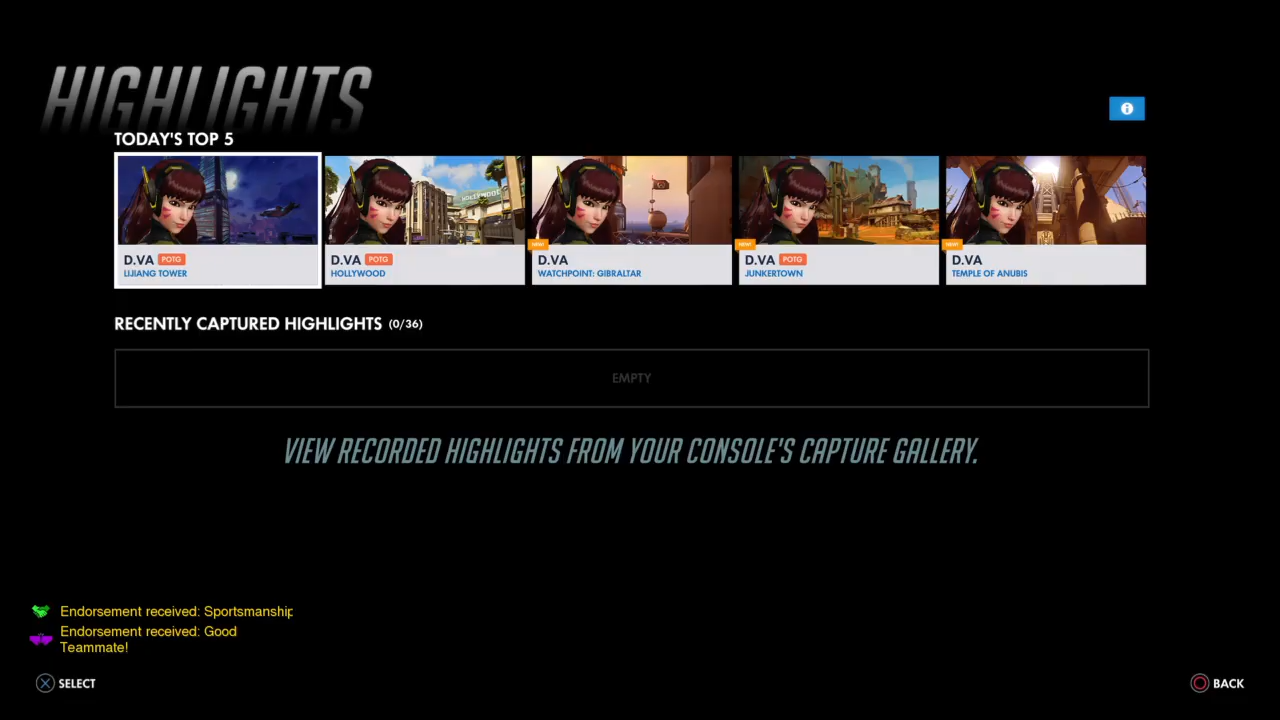 HIGHLIGHTS
TODAY'S TOP 5
D.VA POTG
LIJIANG TOWER
D.VA POTG
HOLLYWOOD
NEW!
D.VA
WATCHPOINT: GIBRALTAR
NEW!
D.VA POTG
JUNKERTOWN
NEW!
D.VA
TEMPLE OF ANUBIS
RECENTLY CAPTURED HIGHLIGHTS (0/36)
EMPTY
VIEW RECORDED HIGHLIGHTS FROM YOUR CONSOLE'S CAPTURE GALLERY.
Endorsement received: Sportsmanship
Endorsement received: Good
Teammate!
SELECT
BACK